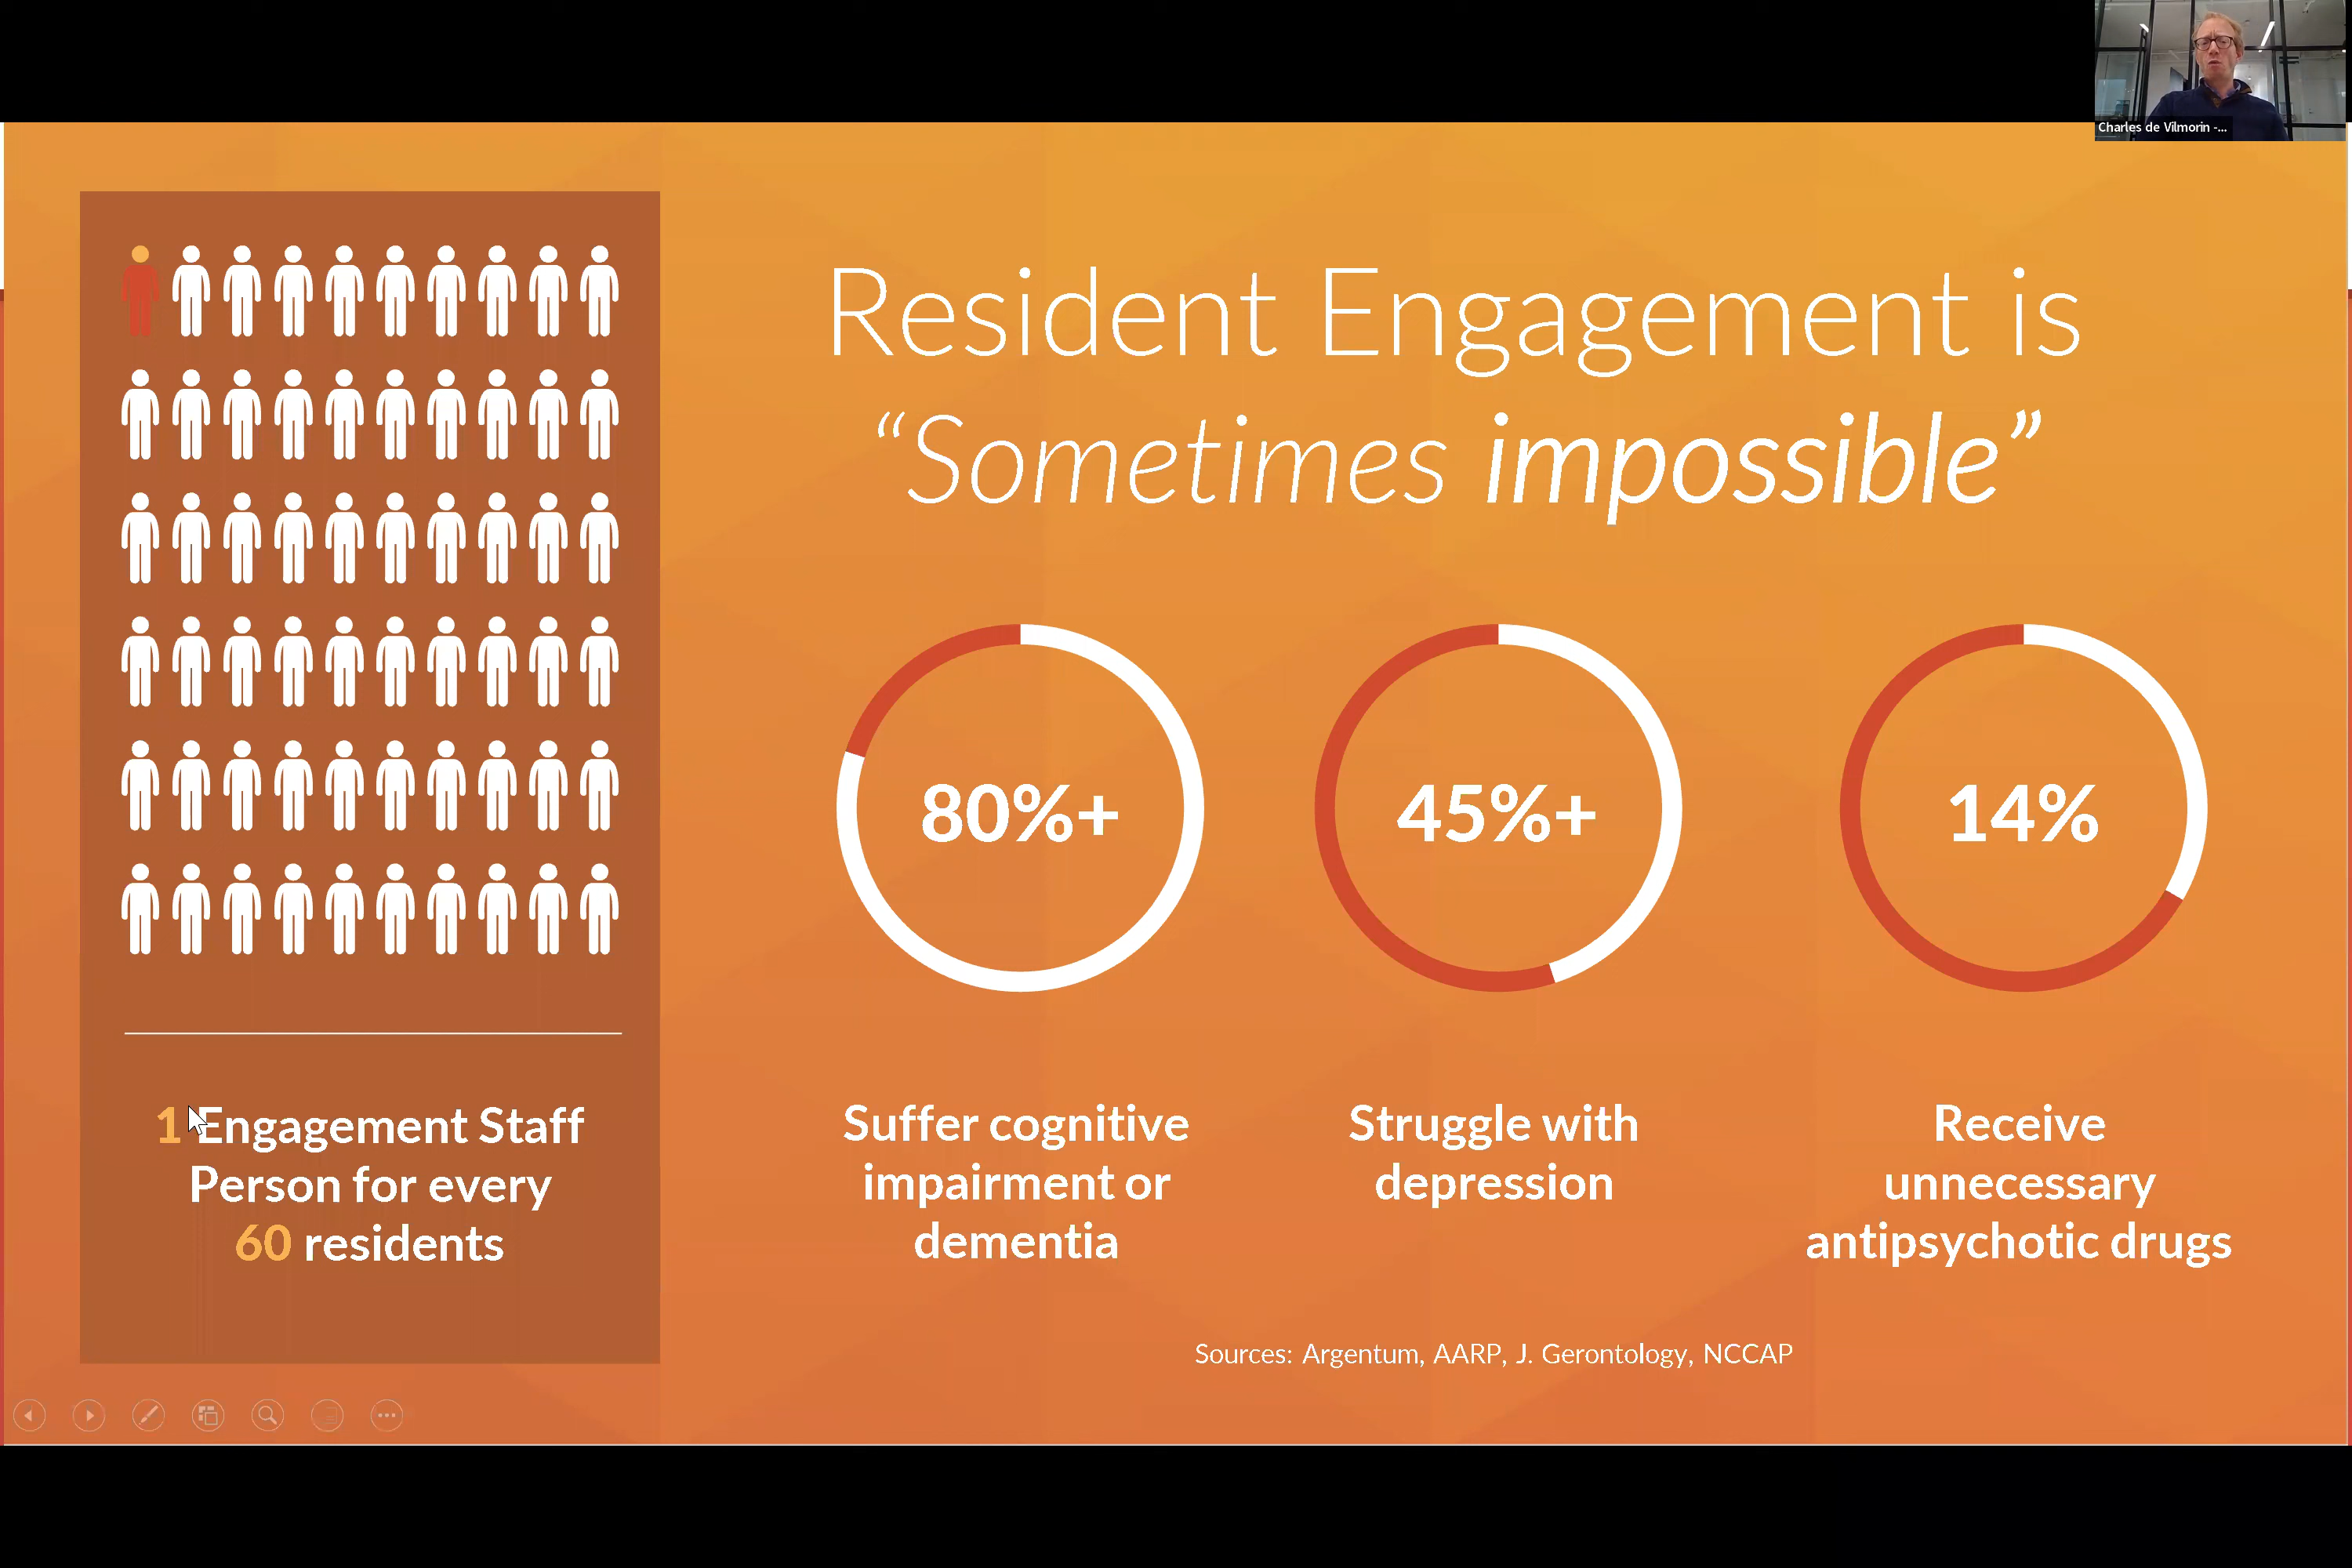 Charles de Vilmorin -...
Resident Engagement is
“Sometimes impossible”
80%+
45%+
14%
1 Engagement Staff
Person for every
60 residents
Suffer cognitive
impairment or
dementia
Struggle with
depression
Receive
unnecessary
antipsychotic drugs
Sources: Argentum, AARP, J. Gerontology, NCCAP